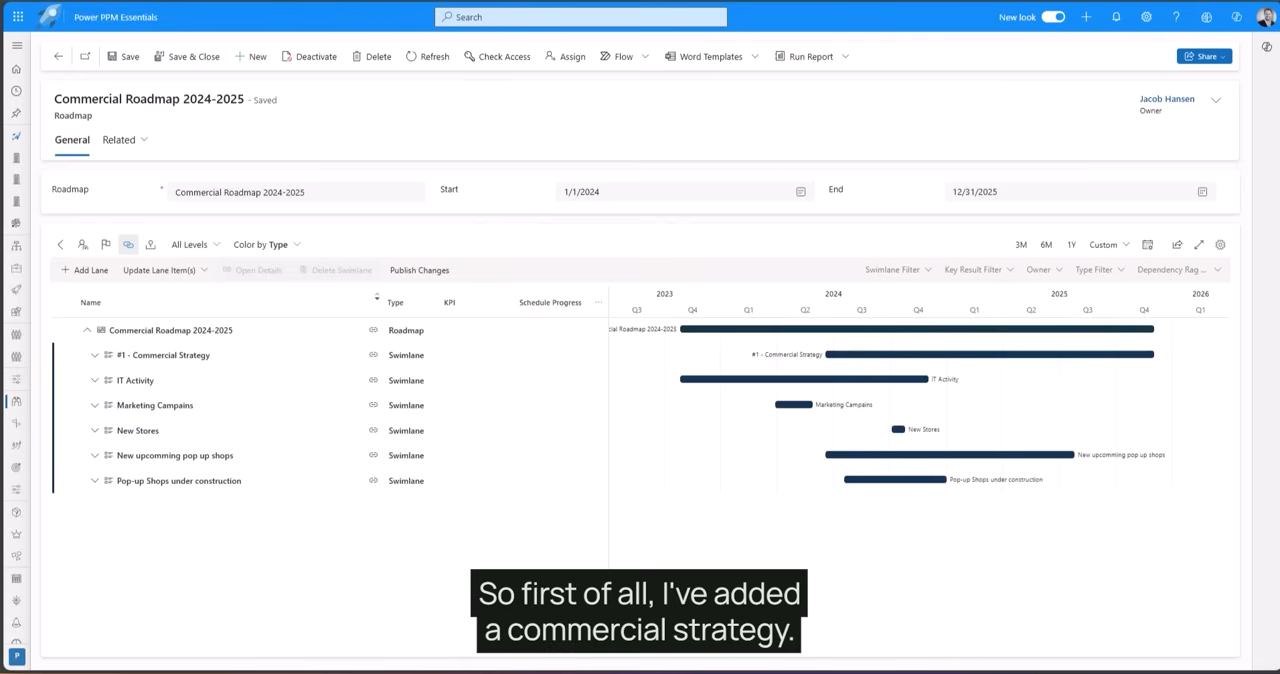 Power PPM Essentials
Search
New look
Save
Save & Close
New
Deactivate
Delete
Refresh
Check Access
Assign
Flow
Word Templates
Run Report
Share
Commercial Roadmap 2024-2025 - Saved
Roadmap
Jacob Hansen
Owner
General
Related
Roadmap
*
Commercial Roadmap 2024-2025
Start
1/1/2024
End
12/31/2025
All Levels
Color by Type
3M
6M
1Y
Custom
Add Lane
Update Lane Item(s)
Open Details
Delete Swimlane
Publish Changes
Swimlane Filter
Key Result Filter
Owner
Type Filter
Dependency Rag ...
Name
Type
KPI
Schedule Progress
...
2023
2024
2025
2026
Q3
Q4
Q1
Q2
Q3
Q4
Q1
Q2
Q3
Q4
Q1
Commercial Roadmap 2024-2025
Roadmap
cial Roadmap 2024-2025
#1 - Commercial Strategy
Swimlane
#1 - Commercial Strategy
IT Activity
Swimlane
IT Activity
Marketing Campains
Swimlane
Marketing Campains
New Stores
Swimlane
New Stores
New upcomming pop up shops
Swimlane
New upcomming pop up shops
Pop-up Shops under construction
Swimlane
Pop-up Shops under construction
So first of all, I've added
a commercial strategy.
P